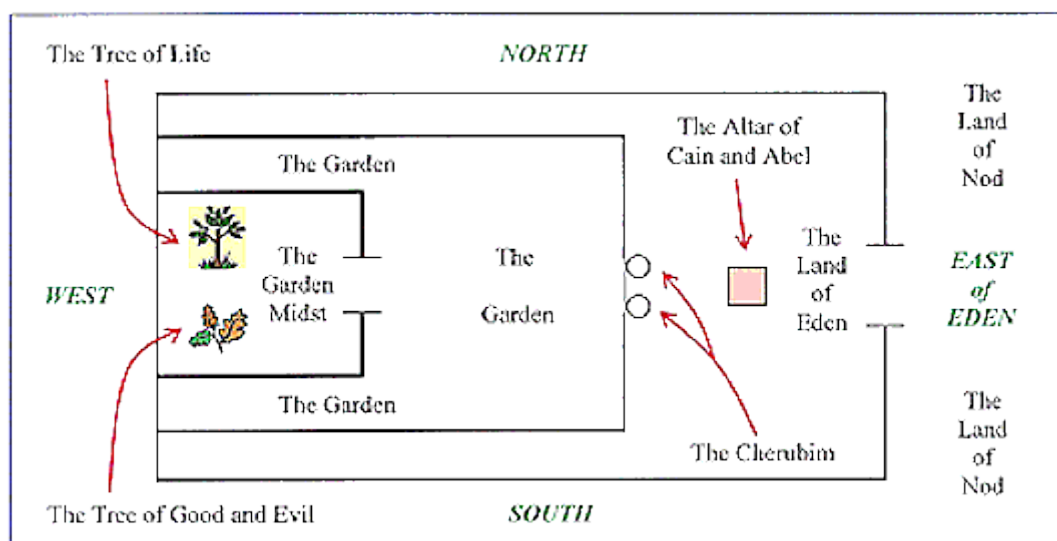 The Tree of Life
NORTH
The
Land
of
Nod
The Altar of
Cain and Abel
The Garden
The
Garden
Midst
The
Garden
The
Land
of
Eden
WEST
EAST
of
EDEN
The Garden
The Cherubim
The
Land
of
Nod
The Tree of Good and Evil
SOUTH